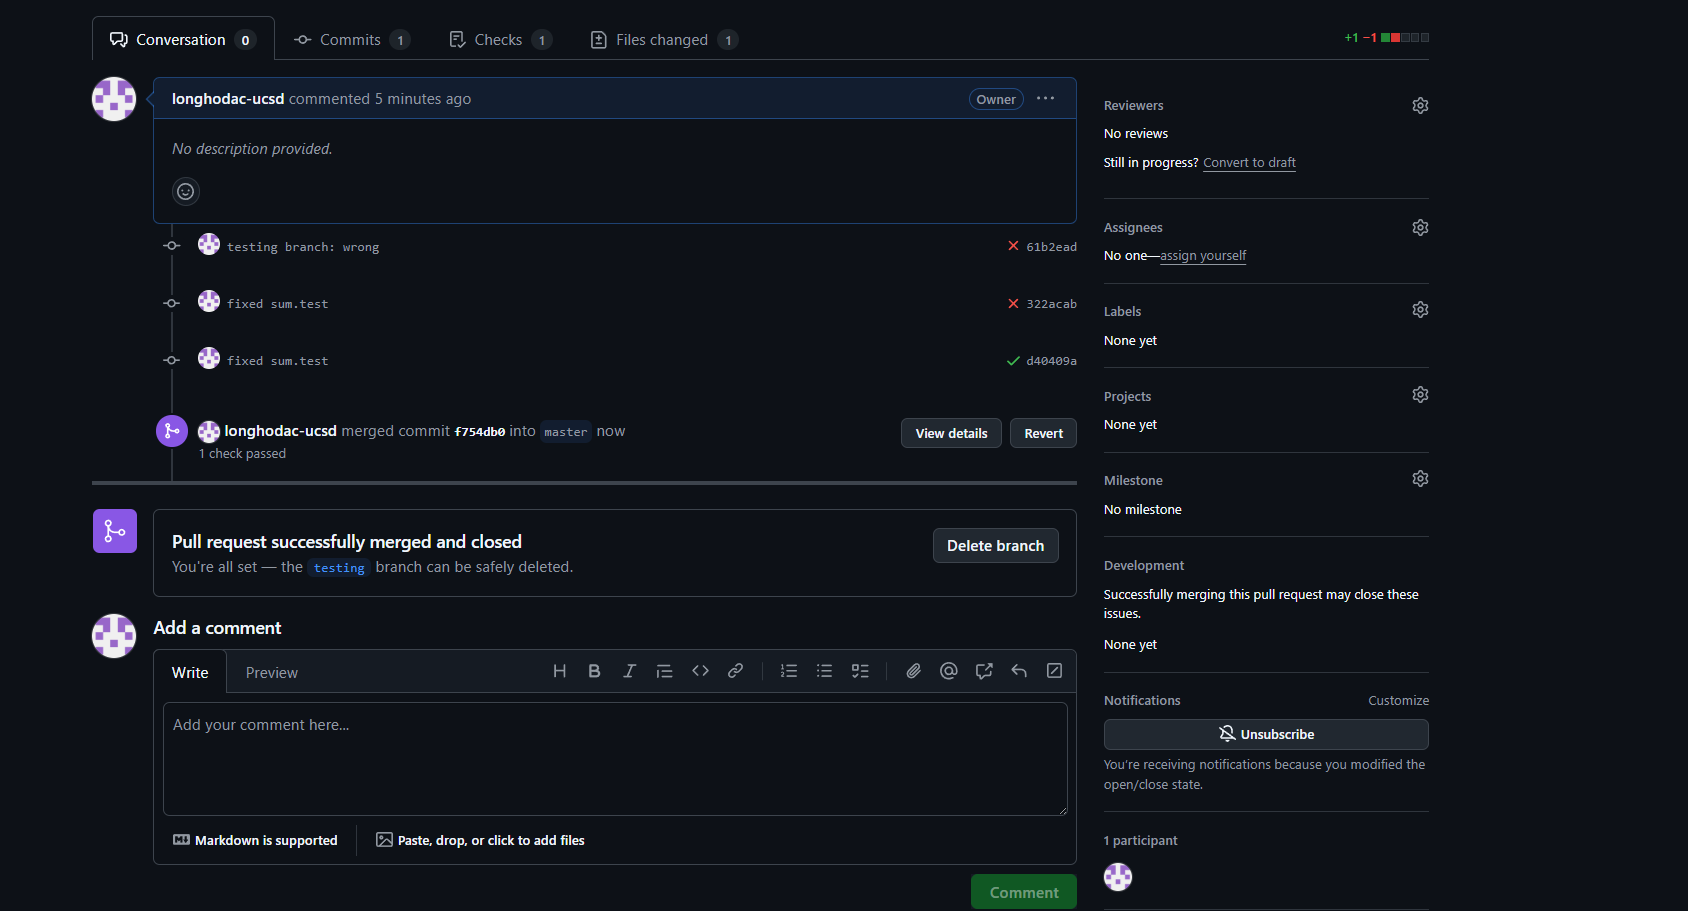 Conversation 0 Commits 1 Checks 1 Files changed 1 +1 −1
longhodac-ucsd commented 5 minutes ago Owner
No description provided.
testing branch: wrong 61b2ead
fixed sum.test 322acab
fixed sum.test d40409a
longhodac-ucsd merged commit f754db0 into master now View details Revert
1 check passed
Pull request successfully merged and closed
You're all set — the testing branch can be safely deleted.
Delete branch
Add a comment
Write Preview
Add your comment here...
Markdown is supported Paste, drop, or click to add files
Comment
Reviewers
No reviews
Still in progress? Convert to draft
Assignees
No one—assign yourself
Labels
None yet
Projects
None yet
Milestone
No milestone
Development
Successfully merging this pull request may close these
issues.
None yet
Notifications Customize
Unsubscribe
You're receiving notifications because you modified the
open/close state.
1 participant